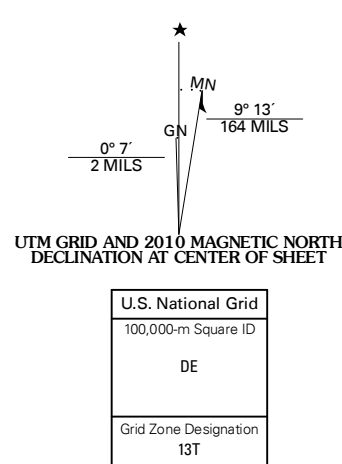 MN
GN
9° 13´
164 MILS
0° 7´
2 MILS
UTM GRID AND 2010 MAGNETIC NORTH
DECLINATION AT CENTER OF SHEET
U.S. National Grid
100,000-m Square ID
DE
Grid Zone Designation
13T